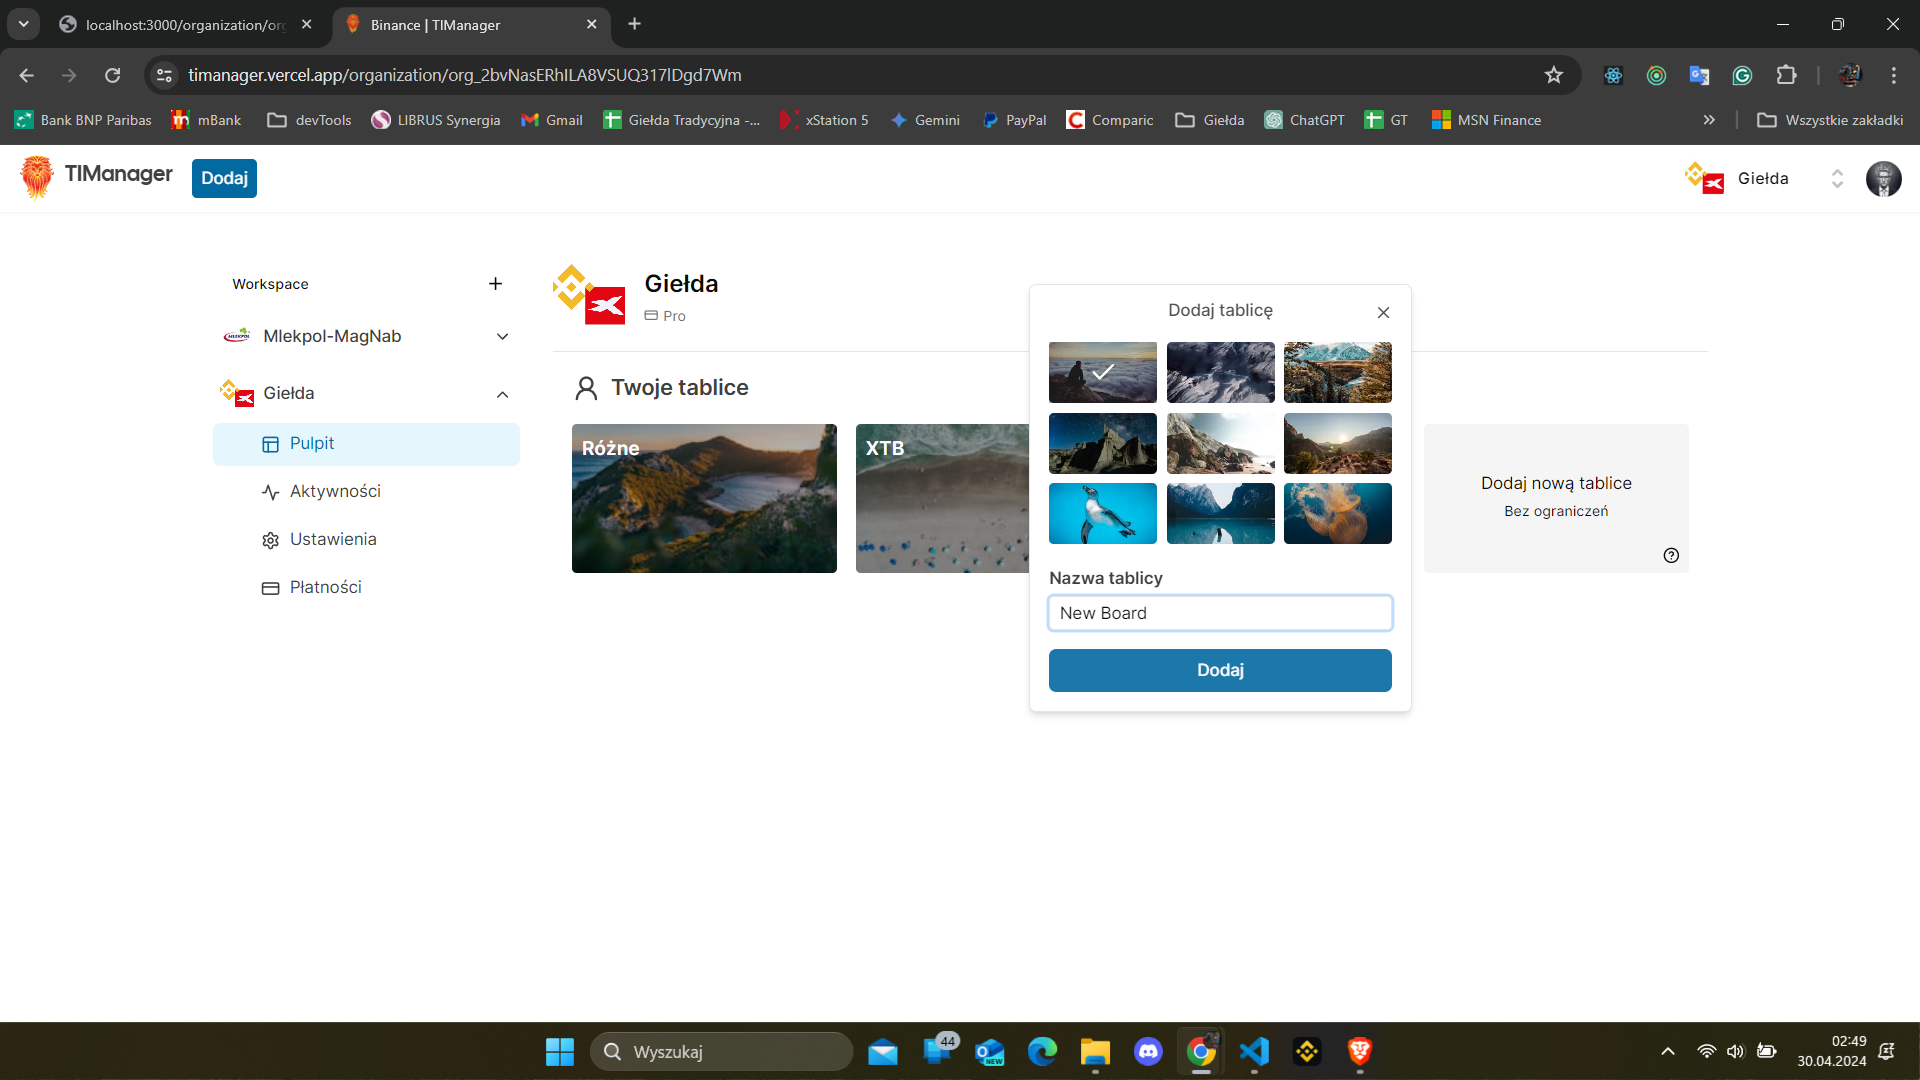 localhost:3000/organization/org
Binance | TIManager
timanager.vercel.app/organization/org_2bvNasERhILA8VSUQ317lDgd7Wm
Bank BNP Paribas
mBank
devTools
LIBRUS Synergia
Gmail
Giełda Tradycyjna -...
xStation 5
Gemini
PayPal
Comparic
Giełda
ChatGPT
GT
MSN Finance
Wszystkie zakładki
TIManager
Dodaj
Giełda
Workspace
Mlekpol-MagNab
Giełda
Pulpit
Aktywności
Ustawienia
Płatności
Giełda
Pro
Twoje tablice
Różne
XTB
Dodaj tablicę
Nazwa tablicy
New Board
Dodaj
Dodaj nową tablice
Bez ograniczeń
Wyszukaj
44
NEW
02:49
30.04.2024